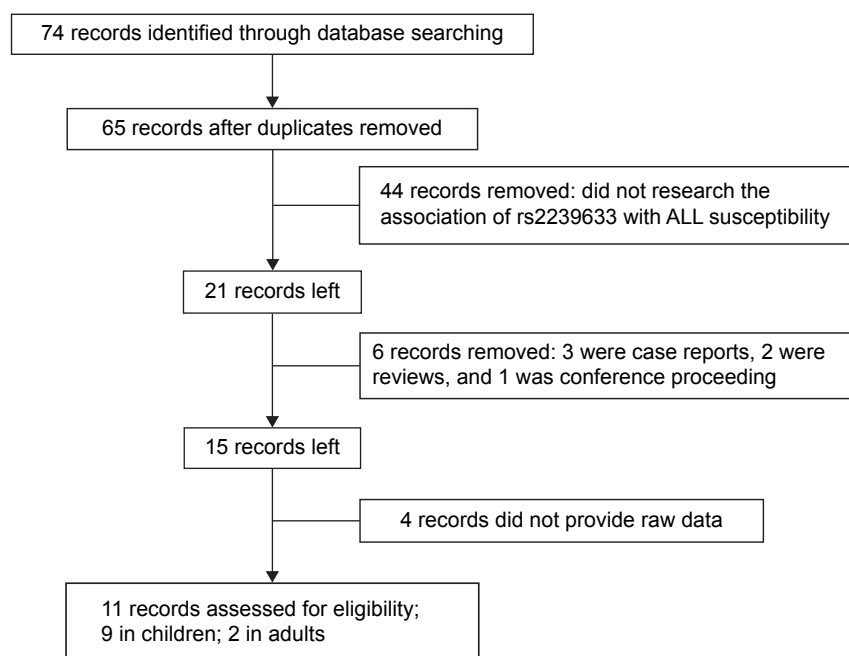 74 records identified through database searching
65 records after duplicates removed
44 records removed: did not research the
association of rs2239633 with ALL susceptibility
21 records left
6 records removed: 3 were case reports, 2 were
reviews, and 1 was conference proceeding
15 records left
4 records did not provide raw data
11 records assessed for eligibility;
9 in children; 2 in adults